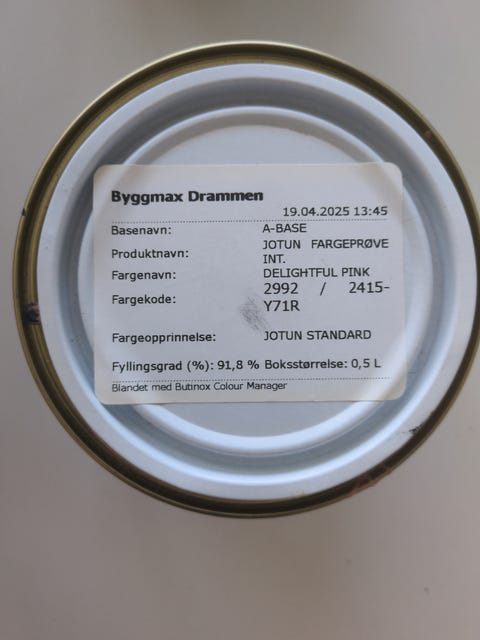 Byggmax Drammen
19.04.2025 13:45
Basenavn: A-BASE
Produktnavn: JOTUN FARGEPRØVE
INT.
Fargenavn: DELIGHTFUL PINK
Fargekode: 2992 / 2415-
Y71R
Fargeopprinnelse: JOTUN STANDARD
Fyllingsgrad (%): 91,8 % Boksstørrelse: 0,5 L
Blandet med Butinox Colour Manager